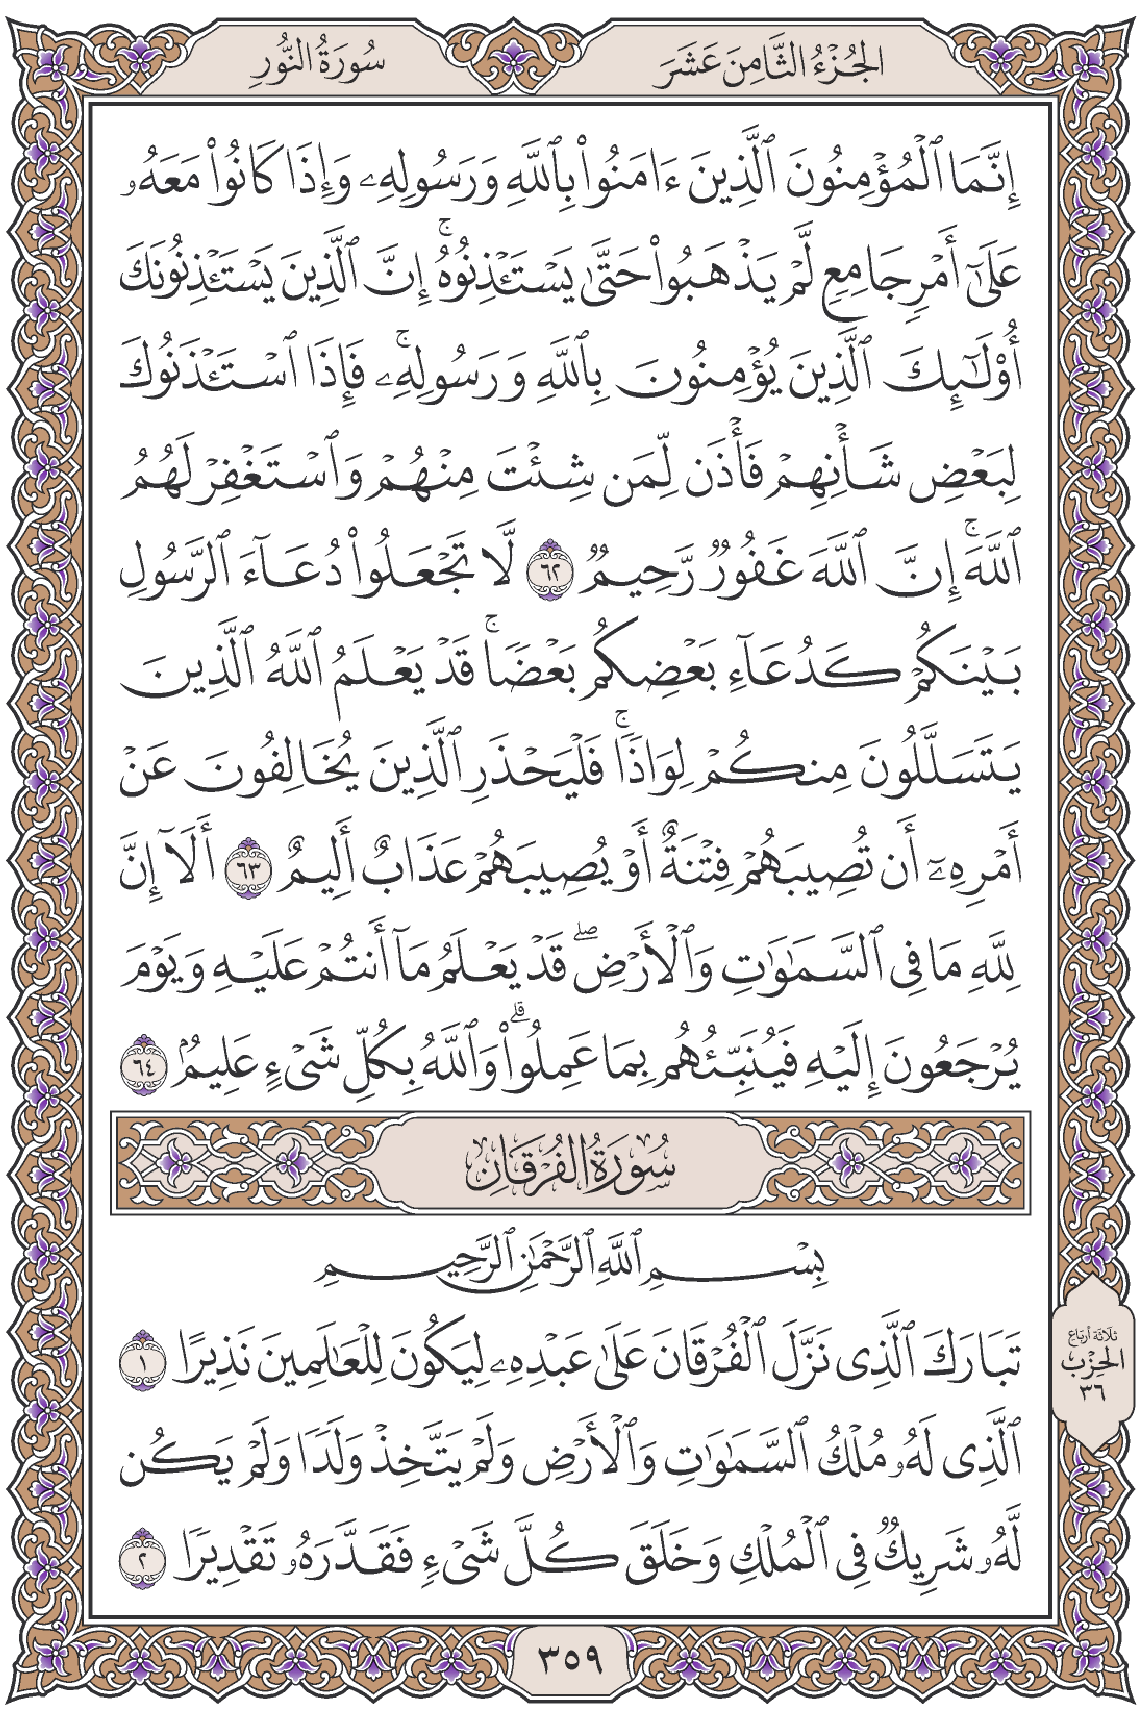 الجُزْءُ الثَّامِنَ عَشَرَ
سُورَةُ النُّورِ
إِنَّمَا ٱلْمُؤْمِنُونَ ٱلَّذِينَ ءَامَنُوا۟ بِٱللَّهِ وَرَسُولِهِۦ وَإِذَا كَانُوا۟ مَعَهُۥ
عَلَىٰٓ أَمْرٍ جَامِعٍ لَّمْ يَذْهَبُوا۟ حَتَّىٰ يَسْتَـْٔذِنُوهُ ۚ إِنَّ ٱلَّذِينَ يَسْتَـْٔذِنُونَكَ
أُو۟لَـٰٓئِكَ ٱلَّذِينَ يُؤْمِنُونَ بِٱللَّهِ وَرَسُولِهِۦ ۚ فَإِذَا ٱسْتَـْٔذَنُوكَ
لِبَعْضِ شَأْنِهِمْ فَأْذَن لِّمَن شِئْتَ مِنْهُمْ وَٱسْتَغْفِرْ لَهُمُ
ٱللَّهَ ۚ إِنَّ ٱللَّهَ غَفُورٌ رَّحِيمٌ ٦٢ لَّا تَجْعَلُوا۟ دُعَآءَ ٱلرَّسُولِ
بَيْنَكُمْ كَدُعَآءِ بَعْضِكُم بَعْضًا ۚ قَدْ يَعْلَمُ ٱللَّهُ ٱلَّذِينَ
يَتَسَلَّلُونَ مِنكُمْ لِوَاذًا ۚ فَلْيَحْذَرِ ٱلَّذِينَ يُخَالِفُونَ عَنْ
أَمْرِهِۦٓ أَن تُصِيبَهُمْ فِتْنَةٌ أَوْ يُصِيبَهُمْ عَذَابٌ أَلِيمٌ ٦٣ أَلَآ إِنَّ
لِلَّهِ مَا فِى ٱلسَّمَـٰوَٰتِ وَٱلْأَرْضِ ۖ قَدْ يَعْلَمُ مَآ أَنتُمْ عَلَيْهِ وَيَوْمَ
يُرْجَعُونَ إِلَيْهِ فَيُنَبِّئُهُم بِمَا عَمِلُوا۟ ۗ وَٱللَّهُ بِكُلِّ شَىْءٍ عَلِيمٌۢ ٦٤
سُورَةُ الفُرْقَانِ
بِسْمِ ٱللَّهِ ٱلرَّحْمَـٰنِ ٱلرَّحِيمِ
تَبَارَكَ ٱلَّذِى نَزَّلَ ٱلْفُرْقَانَ عَلَىٰ عَبْدِهِۦ لِيَكُونَ لِلْعَـٰلَمِينَ نَذِيرًا ١
ٱلَّذِى لَهُۥ مُلْكُ ٱلسَّمَـٰوَٰتِ وَٱلْأَرْضِ وَلَمْ يَتَّخِذْ وَلَدًا وَلَمْ يَكُن
لَّهُۥ شَرِيكٌ فِى ٱلْمُلْكِ وَخَلَقَ كُلَّ شَىْءٍ فَقَدَّرَهُۥ تَقْدِيرًا ٢
ثلاثة أرباع
الحِزْب
٣٦
٣٥٩